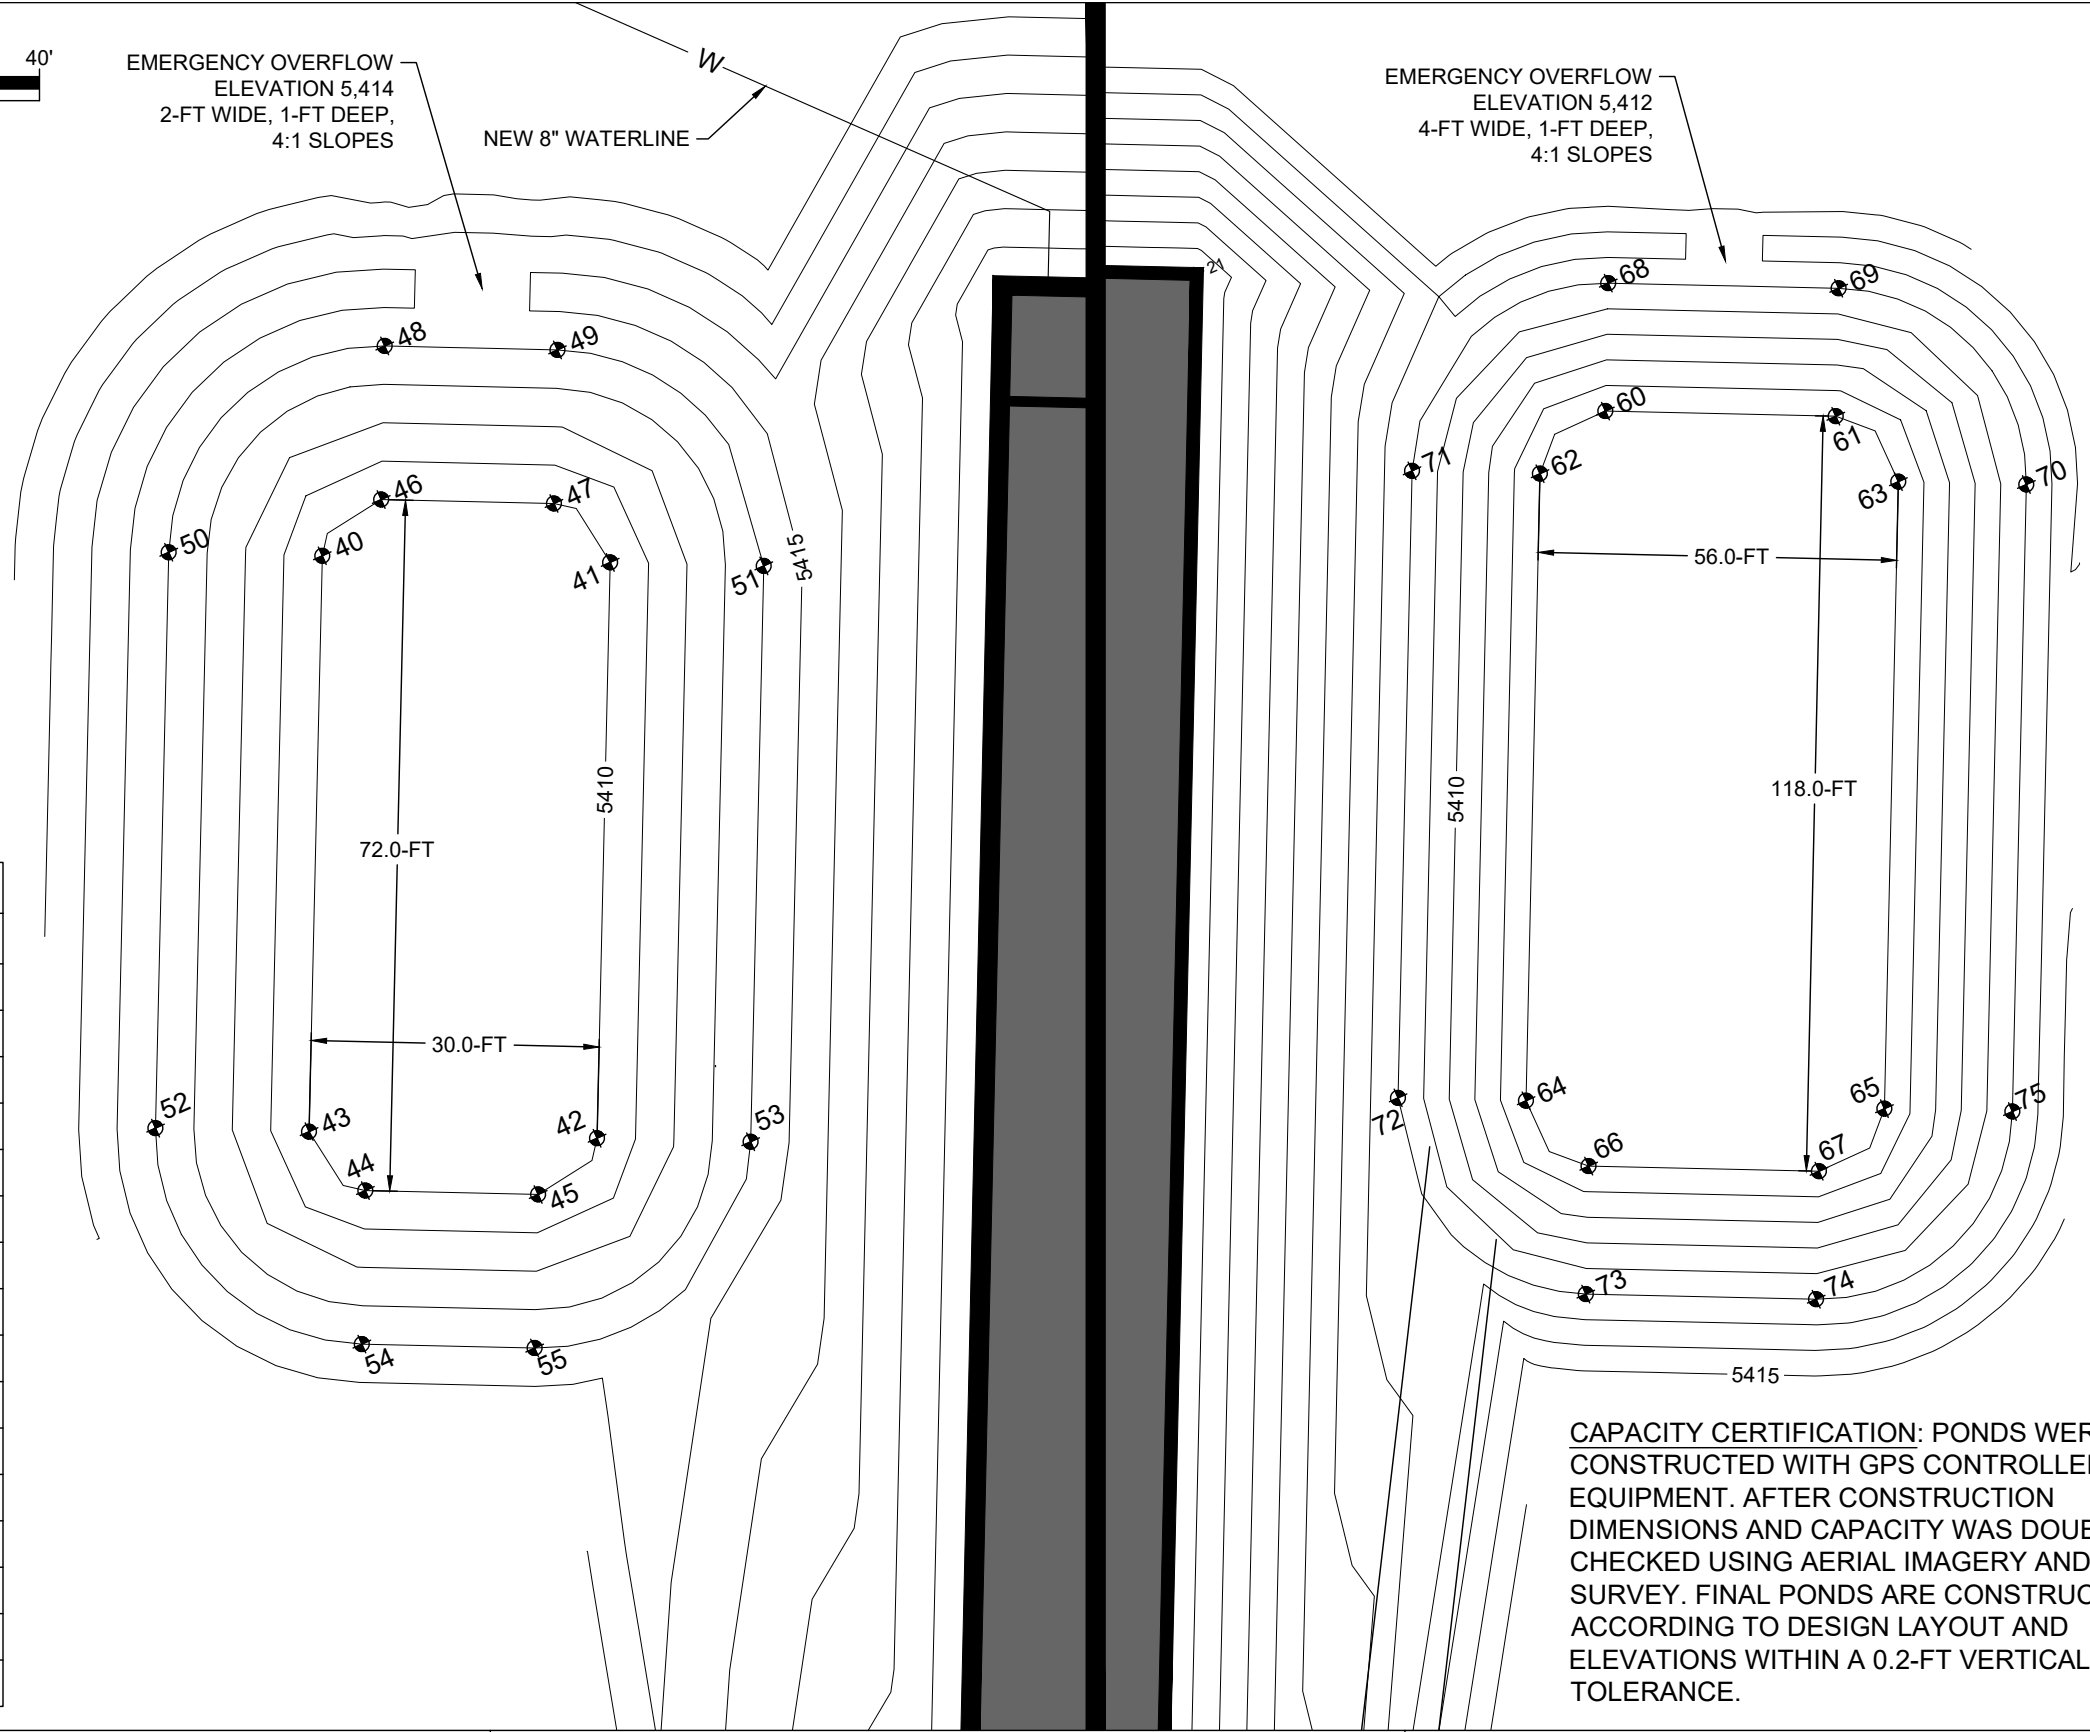 40'
EMERGENCY OVERFLOW
ELEVATION 5,414
2-FT WIDE, 1-FT DEEP,
4:1 SLOPES
W
NEW 8" WATERLINE
EMERGENCY OVERFLOW
ELEVATION 5,412
4-FT WIDE, 1-FT DEEP,
4:1 SLOPES
21
48
49
46
47
50
40
41
51
5415
5410
72.0-FT
30.0-FT
52
43
42
53
44
45
54
55
68
69
60
61
71
62
63
70
56.0-FT
5410
118.0-FT
64
65
75
72
66
67
73
74
5415
CAPACITY CERTIFICATION: PONDS WER
CONSTRUCTED WITH GPS CONTROLLE
EQUIPMENT. AFTER CONSTRUCTION
DIMENSIONS AND CAPACITY WAS DOUB
CHECKED USING AERIAL IMAGERY AND
SURVEY. FINAL PONDS ARE CONSTRUC
ACCORDING TO DESIGN LAYOUT AND
ELEVATIONS WITHIN A 0.2-FT VERTICAL
TOLERANCE.